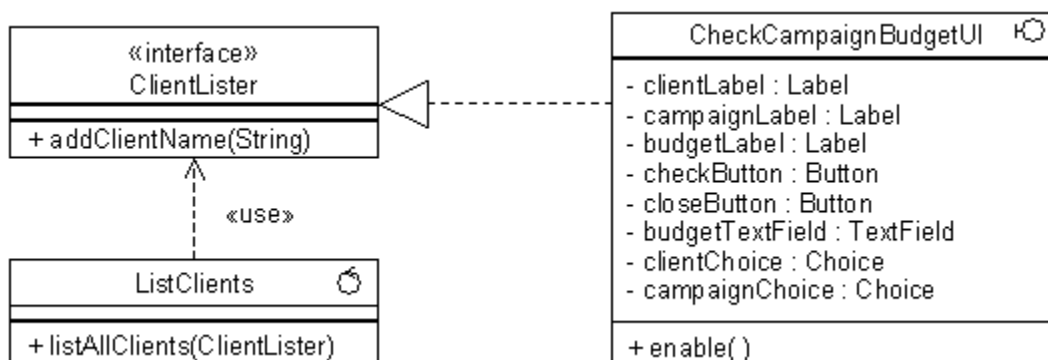 «interface»
ClientLister
+ addClientName(String)
«use»
ListClients
+ listAllClients(ClientLister)
CheckCampaignBudgetUI
- clientLabel : Label
- campaignLabel : Label
- budgetLabel : Label
- checkButton : Button
- closeButton : Button
- budgetTextField : TextField
- clientChoice : Choice
- campaignChoice : Choice
+ enable( )